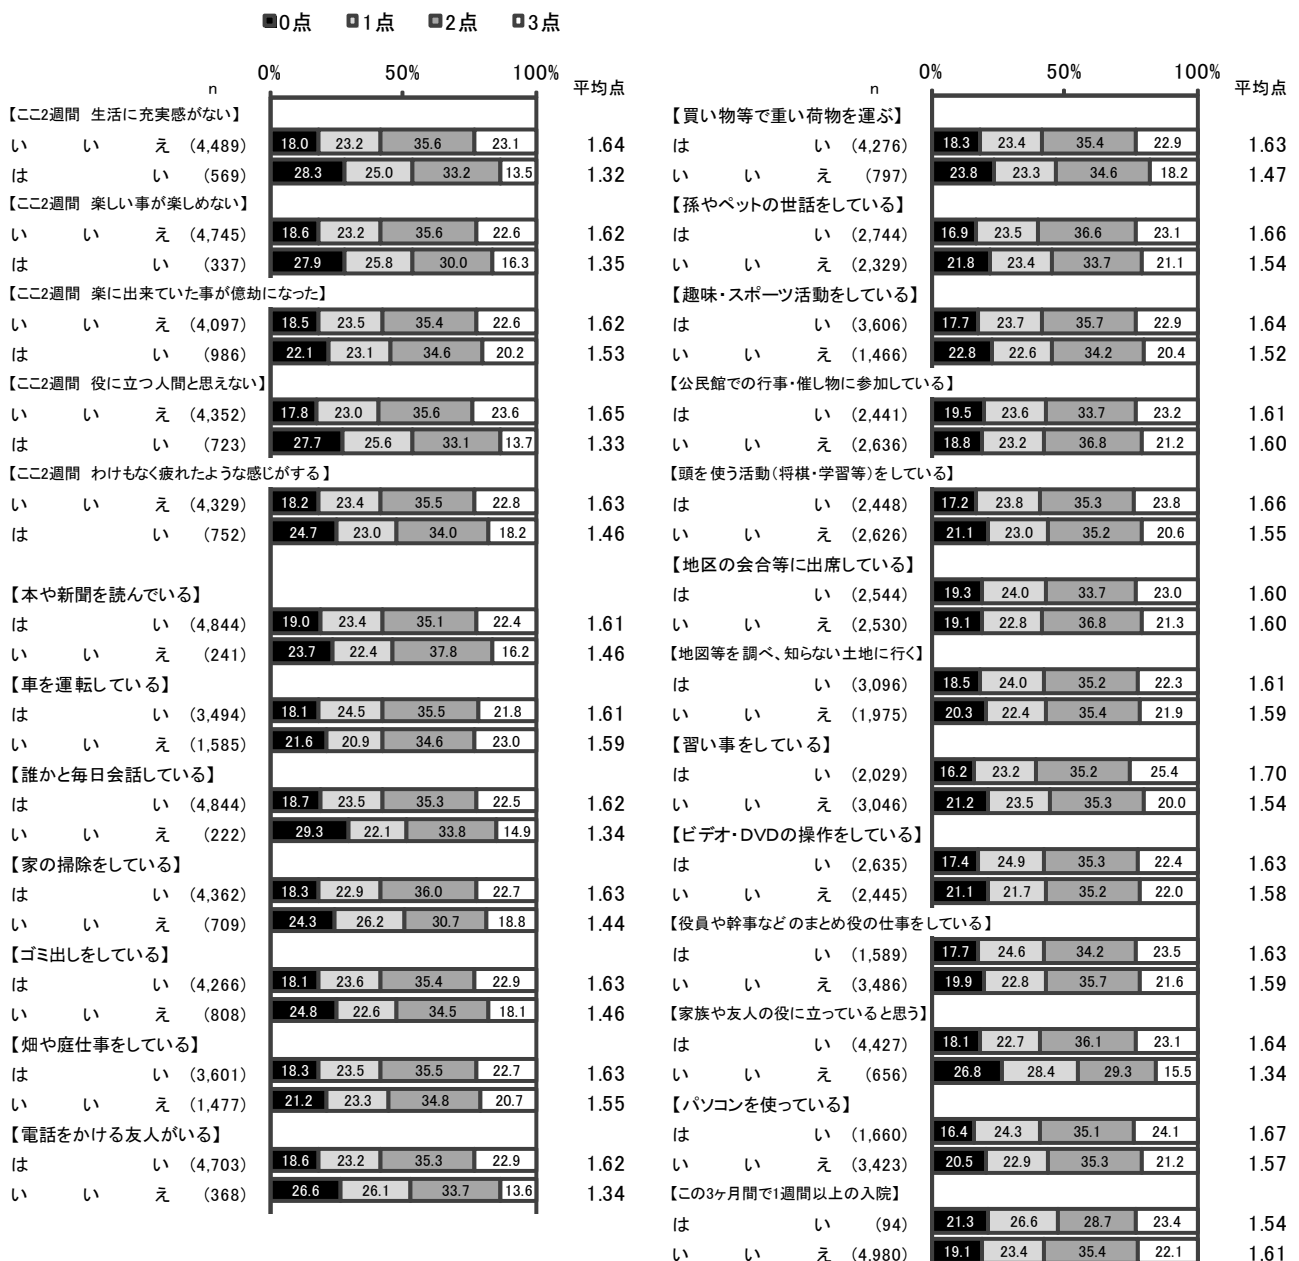 0点 1点 2点 3点
0% 50% 100%
n 平均点
【ここ2週間 生活に充実感がない】
いいえ (4,489) 18.0 23.2 35.6 23.1 1.64
はい (569) 28.3 25.0 33.2 13.5 1.32
【ここ2週間 楽しい事が楽しめない】
いいえ (4,745) 18.6 23.2 35.6 22.6 1.62
はい (337) 27.9 25.8 30.0 16.3 1.35
【ここ2週間 楽に出来ていた事が億劫になった】
いいえ (4,097) 18.5 23.5 35.4 22.6 1.62
はい (986) 22.1 23.1 34.6 20.2 1.53
【ここ2週間 役に立つ人間と思えない】
いいえ (4,352) 17.8 23.0 35.6 23.6 1.65
はい (723) 27.7 25.6 33.1 13.7 1.33
【ここ2週間 わけもなく疲れたような感じがする】
いいえ (4,329) 18.2 23.4 35.5 22.8 1.63
はい (752) 24.7 23.0 34.0 18.2 1.46
【本や新聞を読んでいる】
はい (4,844) 19.0 23.4 35.1 22.4 1.61
いいえ (241) 23.7 22.4 37.8 16.2 1.46
【車を運転している】
はい (3,494) 18.1 24.5 35.5 21.8 1.61
いいえ (1,585) 21.6 20.9 34.6 23.0 1.59
【誰かと毎日会話している】
はい (4,844) 18.7 23.5 35.3 22.5 1.62
いいえ (222) 29.3 22.1 33.8 14.9 1.34
【家の掃除をしている】
はい (4,362) 18.3 22.9 36.0 22.7 1.63
いいえ (709) 24.3 26.2 30.7 18.8 1.44
【ゴミ出しをしている】
はい (4,266) 18.1 23.6 35.4 22.9 1.63
いいえ (808) 24.8 22.6 34.5 18.1 1.46
【畑や庭仕事をしている】
はい (3,601) 18.3 23.5 35.5 22.7 1.63
いいえ (1,477) 21.2 23.3 34.8 20.7 1.55
【電話をかける友人がいる】
はい (4,703) 18.6 23.2 35.3 22.9 1.62
いいえ (368) 26.6 26.1 33.7 13.6 1.34
0% 50% 100%
n 平均点
【買い物等で重い荷物を運ぶ】
はい (4,276) 18.3 23.4 35.4 22.9 1.63
いいえ (797) 23.8 23.3 34.6 18.2 1.47
【孫やペットの世話をしている】
はい (2,744) 16.9 23.5 36.6 23.1 1.66
いいえ (2,329) 21.8 23.4 33.7 21.1 1.54
【趣味・スポーツ活動をしている】
はい (3,606) 17.7 23.7 35.7 22.9 1.64
いいえ (1,466) 22.8 22.6 34.2 20.4 1.52
【公民館での行事・催し物に参加している】
はい (2,441) 19.5 23.6 33.7 23.2 1.61
いいえ (2,636) 18.8 23.2 36.8 21.2 1.60
【頭を使う活動(将棋・学習等)をしている】
はい (2,448) 17.2 23.8 35.3 23.8 1.66
いいえ (2,626) 21.1 23.0 35.2 20.6 1.55
【地区の会合等に出席している】
はい (2,544) 19.3 24.0 33.7 23.0 1.60
いいえ (2,530) 19.1 22.8 36.8 21.3 1.60
【地図等を調べ、知らない土地に行く】
はい (3,096) 18.5 24.0 35.2 22.3 1.61
いいえ (1,975) 20.3 22.4 35.4 21.9 1.59
【習い事をしている】
はい (2,029) 16.2 23.2 35.2 25.4 1.70
いいえ (3,046) 21.2 23.5 35.3 20.0 1.54
【ビデオ・DVDの操作をしている】
はい (2,635) 17.4 24.9 35.3 22.4 1.63
いいえ (2,445) 21.1 21.7 35.2 22.0 1.58
【役員や幹事などのまとめ役の仕事をしている】
はい (1,589) 17.7 24.6 34.2 23.5 1.63
いいえ (3,486) 19.9 22.8 35.7 21.6 1.59
【家族や友人の役に立っていると思う】
はい (4,427) 18.1 22.7 36.1 23.1 1.64
いいえ (656) 26.8 28.4 29.3 15.5 1.34
【パソコンを使っている】
はい (1,660) 16.4 24.3 35.1 24.1 1.67
いいえ (3,423) 20.5 22.9 35.3 21.2 1.57
【この3ヶ月間で1週間以上の入院】
はい (94) 21.3 26.6 28.7 23.4 1.54
いいえ (4,980) 19.1 23.4 35.4 22.1 1.61